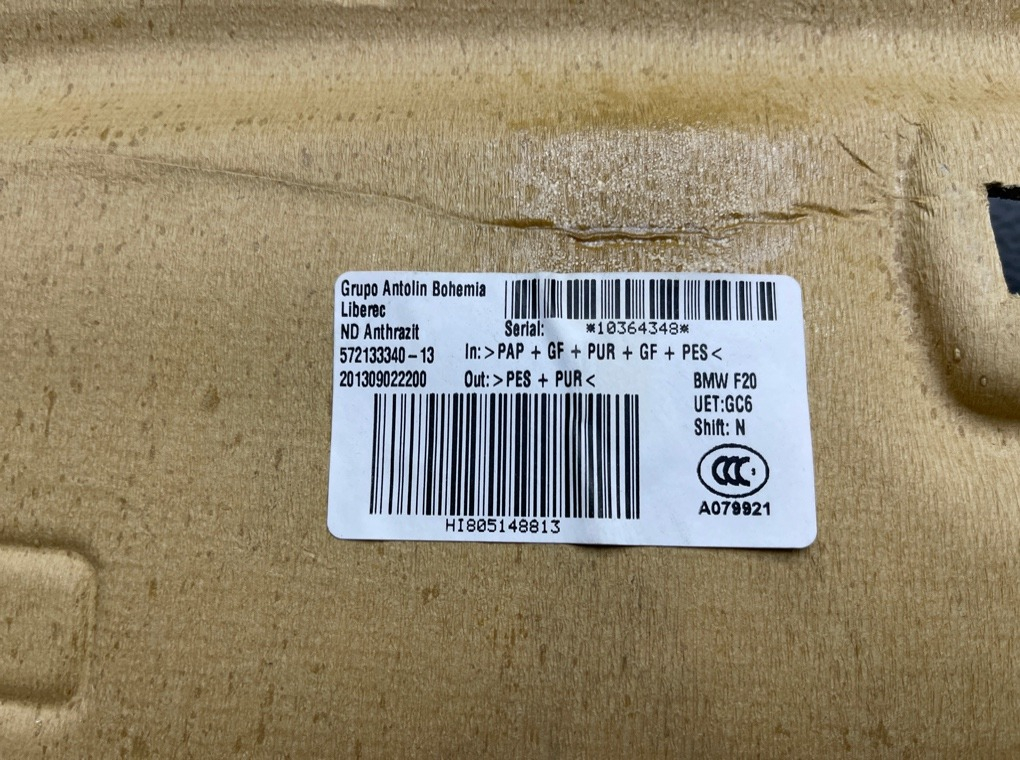 Grupo Antolin Bohemia
Liberec
ND Anthrazit
Serial: *10364348*
572133340-13
In:>PAP + GF + PUR + GF + PES<
201309022200
Out:>PES + PUR<
BMW F20
UET:GC6
Shift: N
CCC
A079921
HI805148813